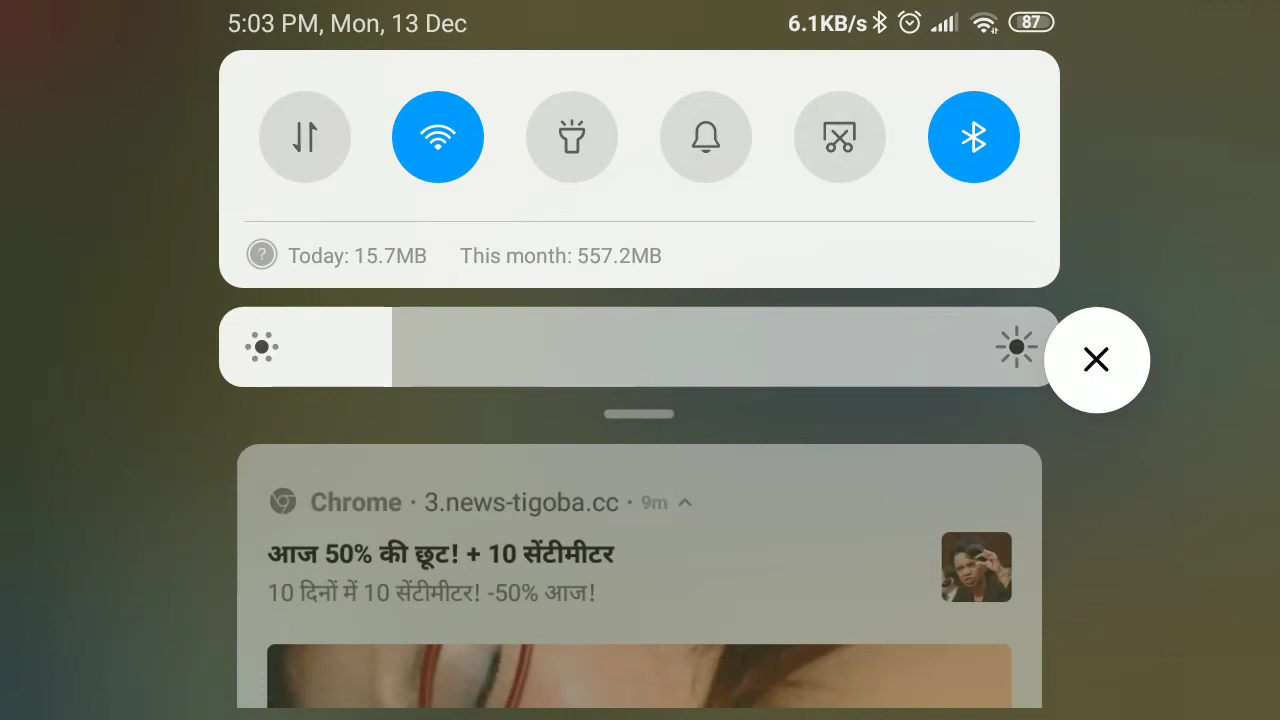 5:03 PM, Mon, 13 Dec 6.1KB/s 87
? Today: 15.7MB This month: 557.2MB
Chrome · 3.news-tigoba.cc · 9m
आज 50% की छूट! + 10 सेंटीमीटर
10 दिनों में 10 सेंटीमीटर! -50% आज!